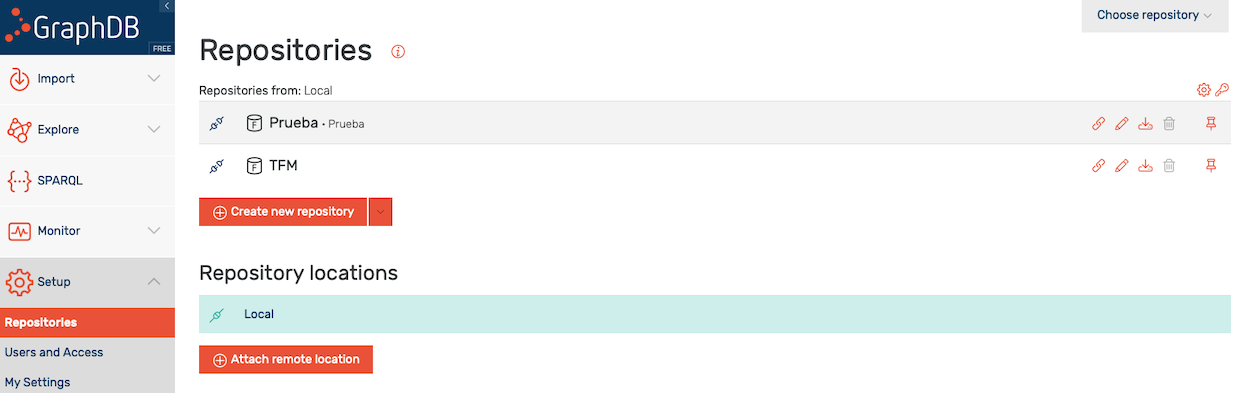 GraphDB
FREE
Import
Explore
SPARQL
Monitor
Setup
Repositories
Users and Access
My Settings
Choose repository
Repositories
Repositories from: Local
F Prueba · Prueba
F TFM
Create new repository
Repository locations
Local
Attach remote location